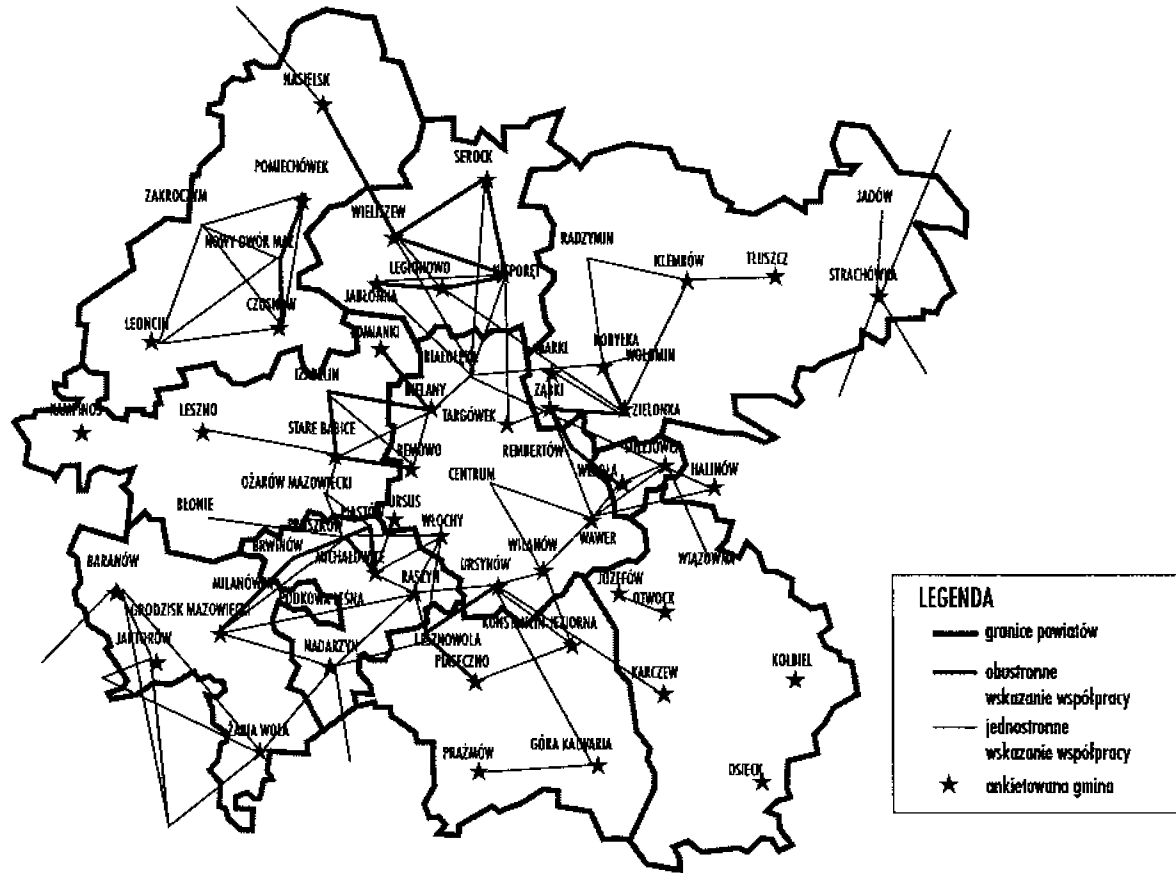 NASIELSK
SEROCK
POMIECHÓWEK
ZAKROCZYM
JADÓW
WIELISZEW
RADZYMIN
NOWY DWÓR MAZ.
KLEMBÓW
TŁUSZCZ
LEGIONOWO
NIEPORĘT
STRACHÓWKA
JABŁONNA
CZOSNÓW
LEONCIN
ŁOMIANKI
BIAŁOŁĘKA
MARKI
KOBYŁKA
WOŁOMIN
IZABELIN
BIELANY
ZĄBKI
KAMPINOS
LESZNO
TARGÓWEK
ZIELONKA
STARE BABICE
BEMOWO
REMBERTÓW
SULEJÓWEK
CENTRUM
WESOŁA
HALINÓW
OŻARÓW MAZOWIECKI
BŁONIE
PIASTÓW
URSUS
PRUSZKÓW
WŁOCHY
BRWINÓW
WAWER
MICHAŁOWICE
WILANÓW
WIĄZOWNA
BARANÓW
URSYNÓW
MILANÓWEK
RASZYN
JÓZEFÓW
PODKOWA LEŚNA
OTWOCK
GRODZISK MAZOWIECKI
KONSTANCIN JEZIORNA
JAKTORÓW
LESZNOWOLA
NADARZYN
PIASECZNO
KARCZEW
KOŁBIEL
ŻABIA WOLA
PRAŻMÓW
GÓRA KALWARIA
OSIECK
LEGENDA
granice powiatów
obustronne
wskazanie współpracy
jednostronne
wskazanie współpracy
ankietowana gmina